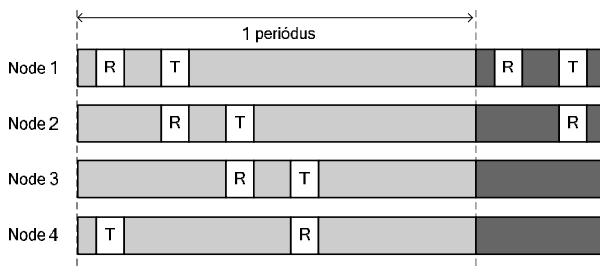 1 periódus
Node 1 R T R T
Node 2 R T R
Node 3 R T
Node 4 T R